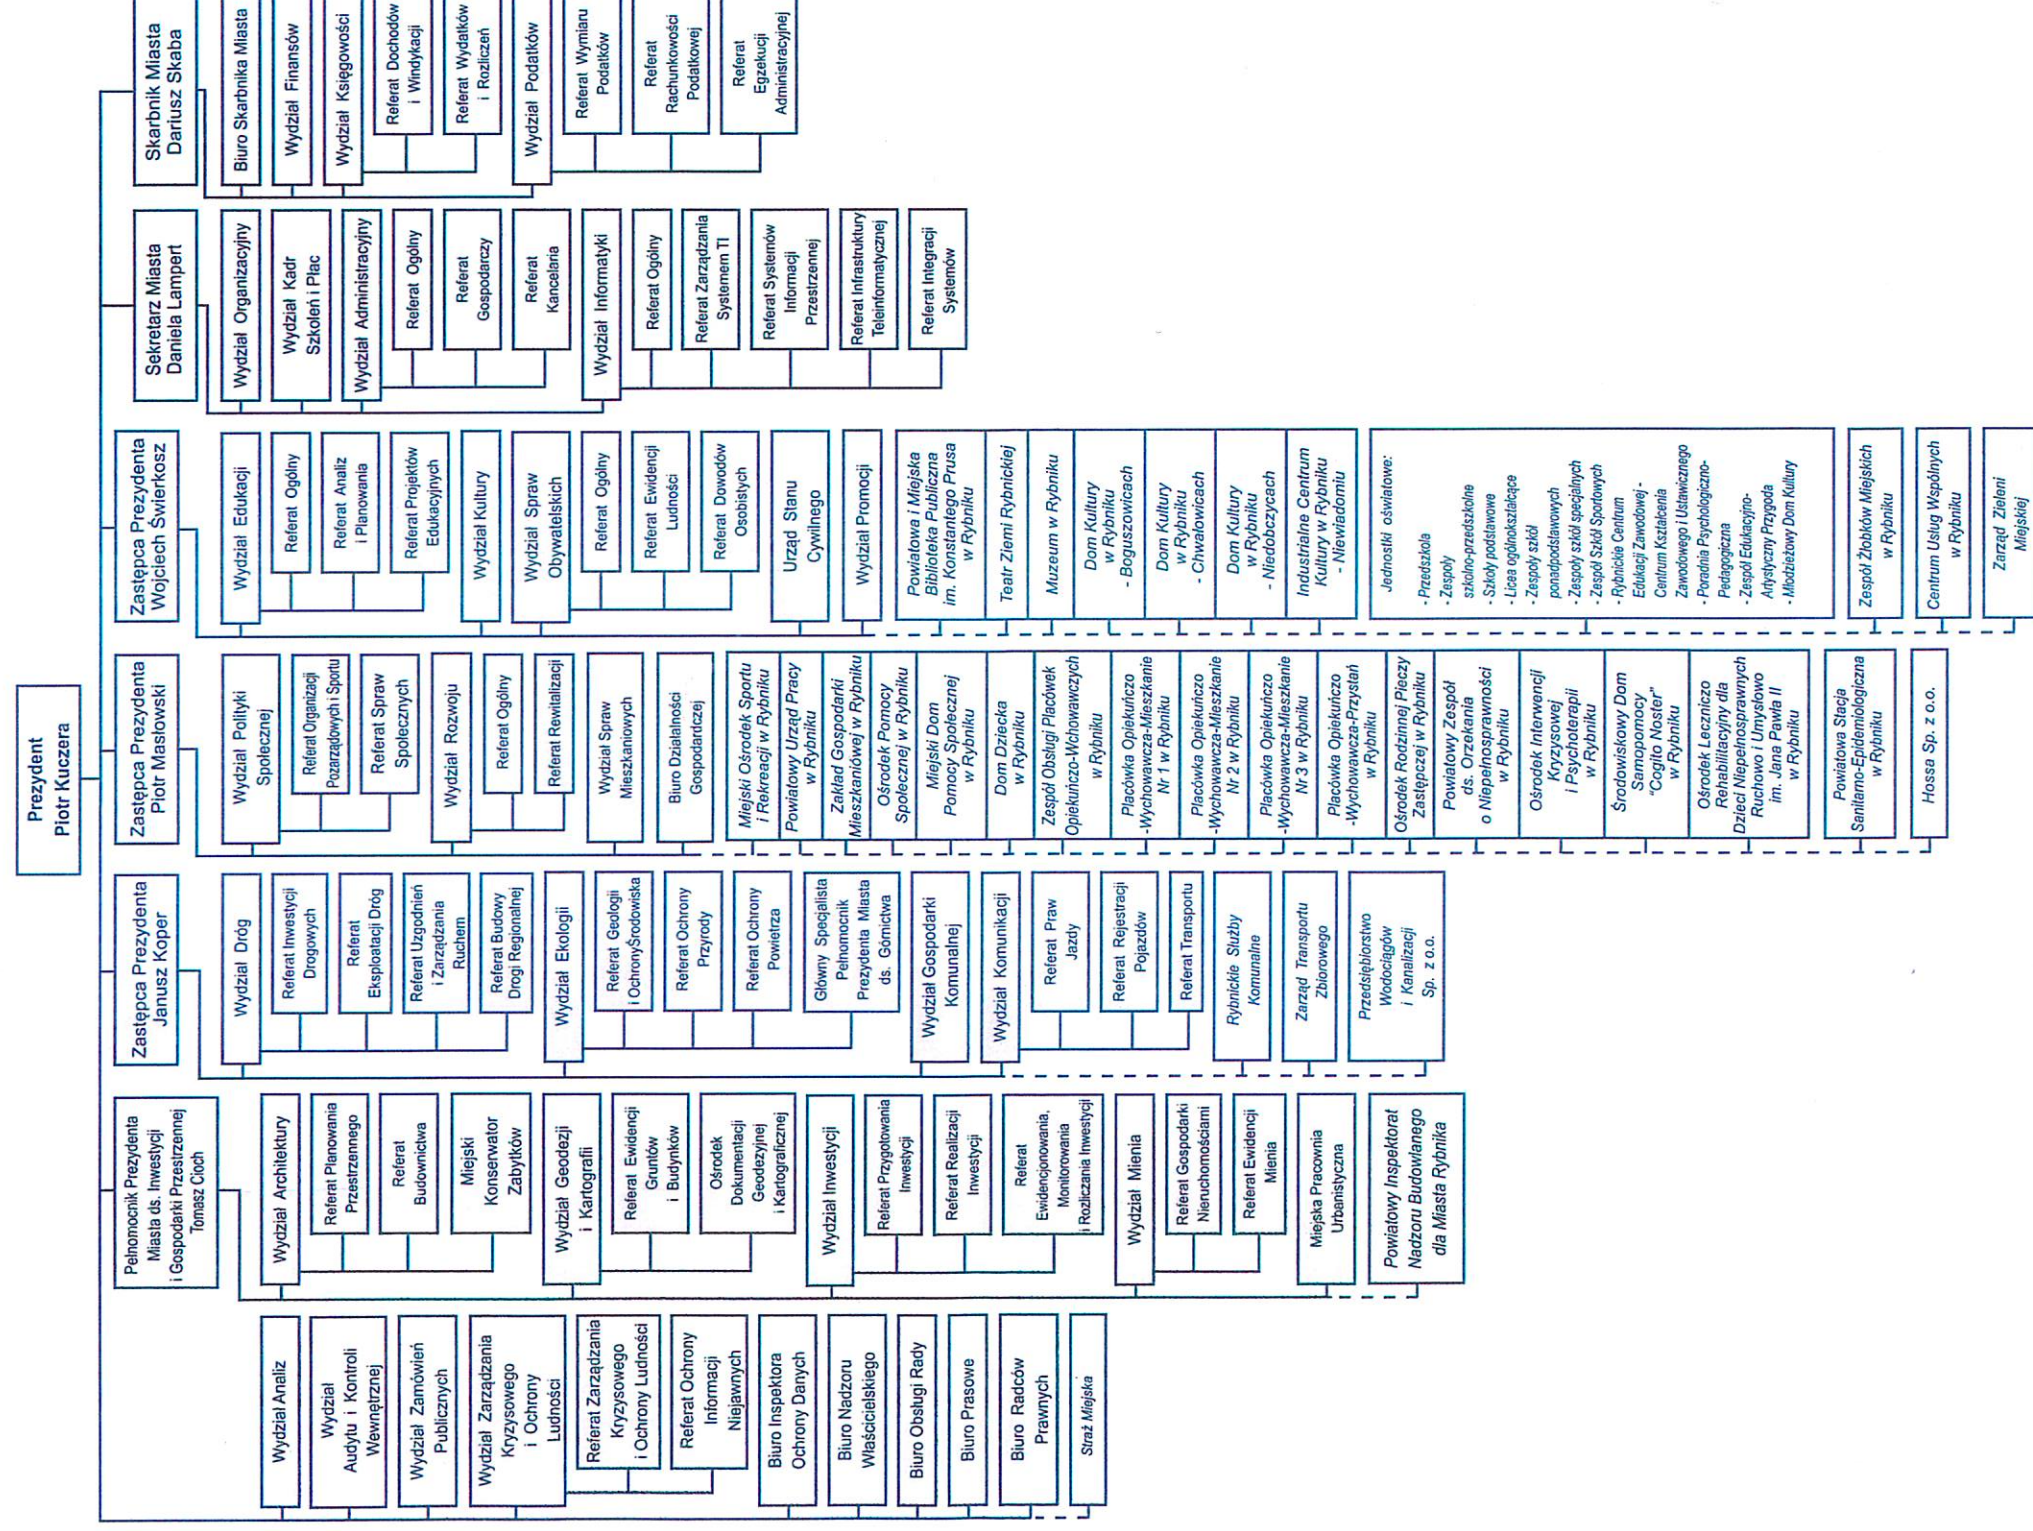 Prezydent
Piotr Kuczera
Wydział Analiz
Wydział
Audytu i Kontroli
Wewnętrznej
Wydział Zamówień
Publicznych
Wydział Zarządzania
Kryzysowego
i Ochrony
Ludności
Referat Zarządzania
Kryzysowego
i Ochrony Ludności
Referat Ochrony
Informacji
Niejawnych
Biuro Inspektora
Ochrony Danych
Biuro Nadzoru
Właścicielskiego
Biuro Obsługi Rady
Biuro Prasowe
Biuro Radców
Prawnych
Straż Miejska
Pełnomocnik Prezydenta
Miasta ds. Inwestycji
i Gospodarki Przestrzennej
Tomasz Cioch
Wydział Architektury
Referat Planowania
Przestrzennego
Referat
Budownictwa
Miejski
Konserwator
Zabytków
Wydział Geodezji
i Kartografii
Referat Ewidencji
Gruntów
i Budynków
Ośrodek
Dokumentacji
Geodezyjnej
i Kartograficznej
Wydział Inwestycji
Referat Przygotowania
Inwestycji
Referat Realizacji
Inwestycji
Referat
Ewidencjonowania,
Monitorowania
i Rozliczania Inwestycji
Wydział Mienia
Referat Gospodarki
Nieruchomościami
Referat Ewidencji
Mienia
Miejska Pracownia
Urbanistyczna
Powiatowy Inspektorat
Nadzoru Budowlanego
dla Miasta Rybnika
Zastępca Prezydenta
Janusz Koper
Wydział Dróg
Referat Inwestycji
Drogowych
Referat
Eksploatacji Dróg
Referat Uzgodnień
i Zarządzania
Ruchem
Referat Budowy
Drogi Regionalnej
Wydział Ekologii
Referat Geologii
i OchronyŚrodowiska
Referat Ochrony
Przyrody
Referat Ochrony
Powietrza
Główny Specjalista
Pełnomocnik
Prezydenta Miasta
ds. Górnictwa
Wydział Gospodarki
Komunalnej
Wydział Komunikacji
Referat Praw
Jazdy
Referat Rejestracji
Pojazdów
Referat Transportu
Rybnickie Służby
Komunalne
Zarząd Transportu
Zbiorowego
Przedsiębiorstwo
Wodociągów
i Kanalizacji
Sp. z o.o.
Zastępca Prezydenta
Piotr Masłowski
Wydział Polityki
Społecznej
Referat Organizacji
Pozarządowych i Sportu
Referat Spraw
Społecznych
Wydział Rozwoju
Referat Ogólny
Referat Rewitalizacji
Wydział Spraw
Mieszkaniowych
Biuro Działalności
Gospodardzej
Miejski Ośrodek Sportu
i Rekreacji w Rybniku
Powiatowy Urząd Pracy
w Rybniku
Zakład Gospodarki
Mieszkaniowej w Rybniku
Ośrodek Pomocy
Społecznej w Rybniku
Miejski Dom
Pomocy Społecznej
w Rybniku
Dom Dziecka
w Rybniku
Zespół Obsługi Placówek
Opiekuńczo-Wchowawczych
w Rybniku
Placówka Opiekuńczo
-Wychowawcza-Mieszkanie
Nr 1 w Rybniku
Placówka Opiekuńczo
-Wychowawcza-Mieszkanie
Nr 2 w Rybniku
Placówka Opiekuńczo
-Wychowawcza-Mieszkanie
Nr 3 w Rybniku
Placówka Opiekuńczo
-Wychowawcza-Przystań
w Rybniku
Ośrodek Rodzinnej Pieczy
Zastępczej w Rybniku
Powiatowy Zespół
ds. Orzekania
o Niepełnosprawności
w Rybniku
Ośrodek Interwencji
Kryzysowej
i Psychoterapii
w Rybniku
Środowiskowy Dom
Samopomocy
"Cogito Noster"
w Rybniku
Ośrodek Leczniczo
Rehabilitacyjny dla
Dzieci Niepełnosprawnych
Ruchowo i Umysłowo
im. Jana Pawła II
w Rybniku
Powiatowa Stacja
Sanitarno-Epidemiologiczna
w Rybniku
Hossa Sp. z o.o.
Zastępca Prezydenta
Wojciech Świerkosz
Wydział Edukacji
Referat Ogólny
Referat Analiz
i Planowania
Referat Projektów
Edukacyjnych
Wydział Kultury
Wydział Spraw
Obywatelskich
Referat Ogólny
Referat Ewidencji
Ludności
Referat Dowodów
Osobistych
Urząd Stanu
Cywilnego
Wydział Promocji
Powiatowa i Miejska
Biblioteka Publiczna
im. Konstantego Prusa
w Rybniku
Teatr Ziemi Rybnickiej
Muzeum w Rybniku
Dom Kultury
w Rybniku
- Boguszowicach
Dom Kultury
w Rybniku
- Chwałowicach
Dom Kultury
w Rybniku
- Niedobczycach
Industrialne Centrum
Kultury w Rybniku
- Niewiadomiu
Jednostki oświatowe:
- Przedszkola
- Zespoły
szkolno-przedszkolne
- Szkoły podstawowe
- Licea ogólnokształcące
- Zespoły szkół
ponadpodstawowych
- Zespoły szkół specjalnych
- Zespół Szkół Sportowych
- Rybnickie Centrum
Edukacji Zawodowej -
Centrum Kształcenia
Zawodowego i Ustawicznego
- Poradnia Psychologiczno-
Pedagogiczna
- Zespół Edukacyjno-
Artystyczny Przygoda
- Młodzieżowy Dom Kultury
Zespół Żłobków Miejskich
w Rybniku
Centrum Usług Wspólnych
w Rybniku
Zarząd Zieleni
Miejskiej
Sekretarz Miasta
Daniela Lampert
Wydział Organizacyjny
Wydział Kadr
Szkoleń i Płac
Wydział Administracyjny
Referat Ogólny
Referat
Gospodarczy
Referat
Kancelaria
Wydział Informatyki
Referat Ogólny
Referat Zarządzania
Systemem TI
Referat Systemów
Informacji
Przestrzennej
Referat Infrastruktury
Teleinformatycznej
Referat Integracji
Systemów
Skarbnik Miasta
Dariusz Skaba
Biuro Skarbnika Miasta
Wydział Finansów
Wydział Księgowości
Referat Dochodów
i Windykacji
Referat Wydatków
i Rozliczeń
Wydział Podatków
Referat Wymiaru
Podatków
Referat
Rachunkowości
Podatkowej
Referat
Egzekucji
Administracyjnej